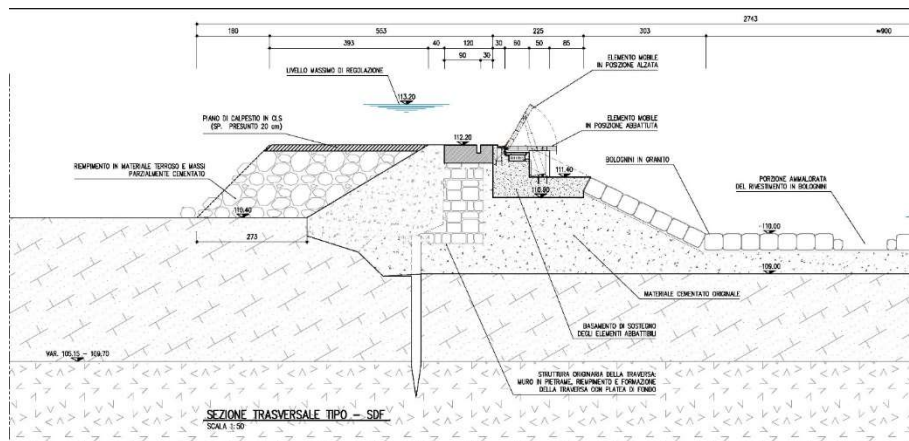 2743
180
553
225
303
≈900
393
40
120
30
60
50
85
90
30
LIVELLO MASSIMO DI REGOLAZIONE
ELEMENTO MOBILE
IN POSIZIONE ALZATA
113.20
PIANO DI CALPESTIO IN CLS
(SP. PRESUNTO 20 cm)
ELEMENTO MOBILE
IN POSIZIONE ABBATTUTA
112.20
BOLOGNINI IN GRANITO
RIEMPIMENTO IN MATERIALE TERROSO E MASSI
PARZIALMENTE CEMENTATO
111.40
PORZIONE AMMALORATA
DEL RIVESTIMENTO IN BOLOGNINI
110.90
110.40
110.00
273
109.00
MATERIALE CEMENTATO ORIGINALE
BASAMENTO DI SOSTEGNO
DEGLI ELEMENTI ABBATTIBILI
VAR. 105.15 – 109.70
STRUTTURA ORIGINARIA DELLA TRAVERSA:
MURO IN PIETRAME, RIEMPIMENTO E FORMAZIONE
DELLA TRAVERSA CON PLATEA DI FONDO
SEZIONE TRASVERSALE TIPO – SDF
SCALA 1:50